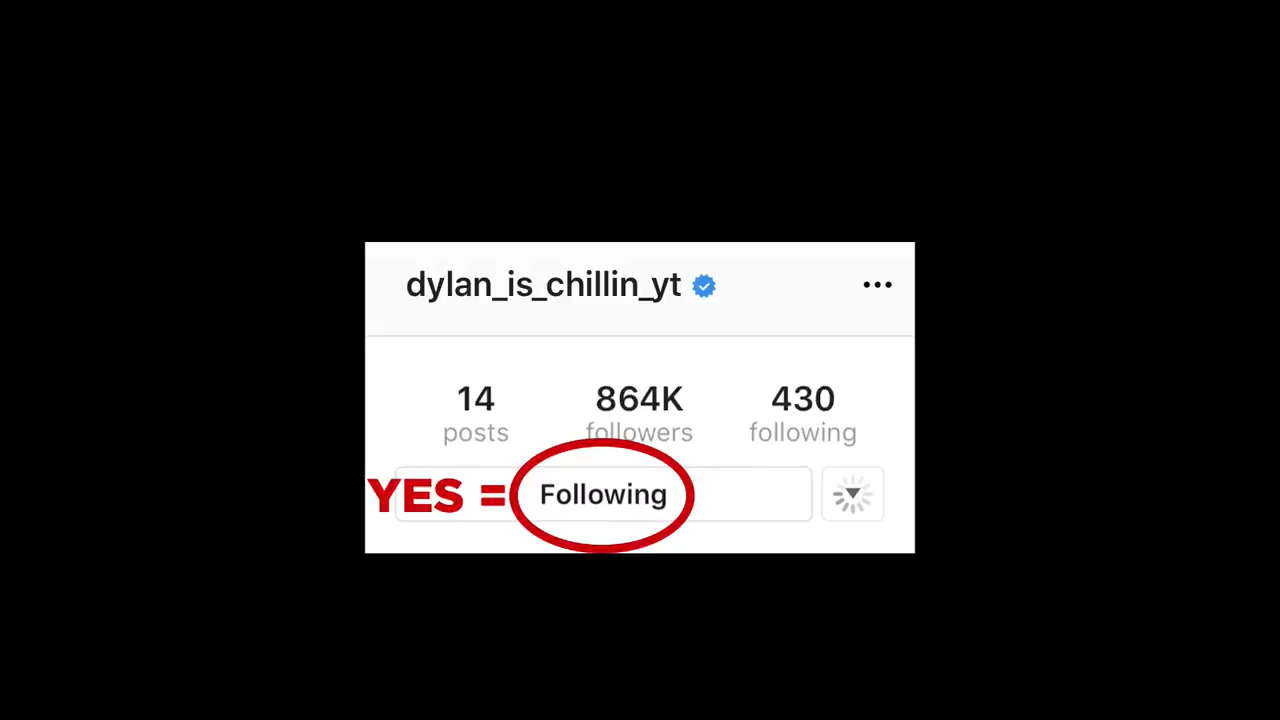 dylan_is_chillin_yt
14 864K 430
posts followers following
YES = Following